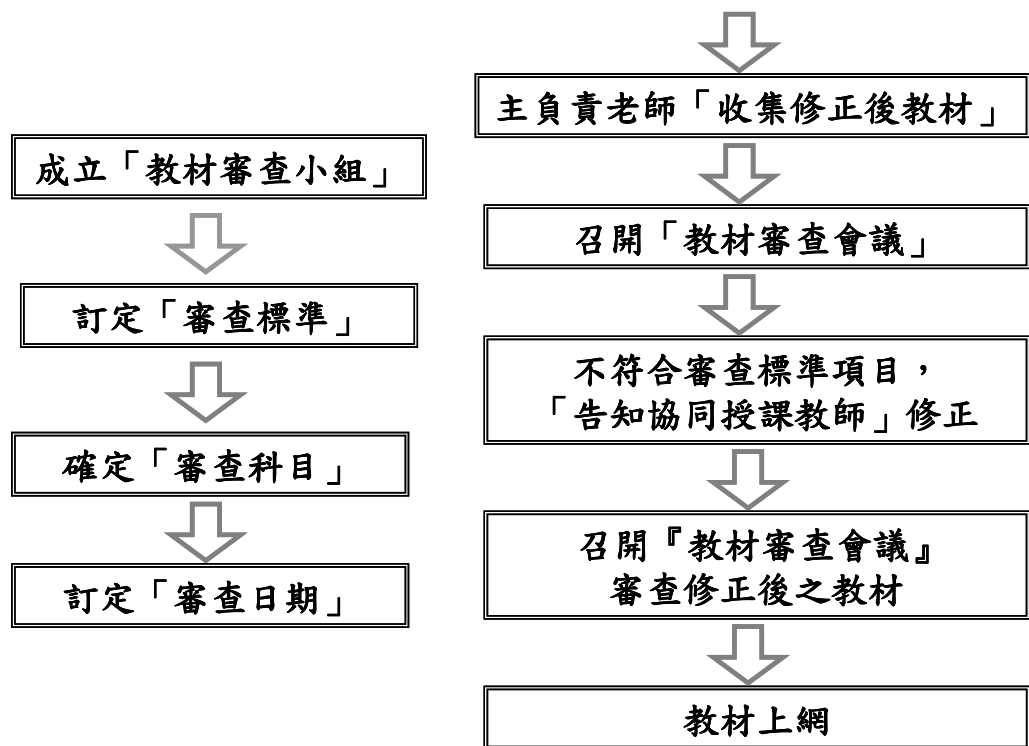 成立「教材審查小組」
訂定「審查標準」
確定「審查科目」
訂定「審查日期」
主負責老師「收集修正後教材」
召開「教材審查會議」
不符合審查標準項目，
「告知協同授課教師」修正
召開『教材審查會議』
審查修正後之教材
教材上網